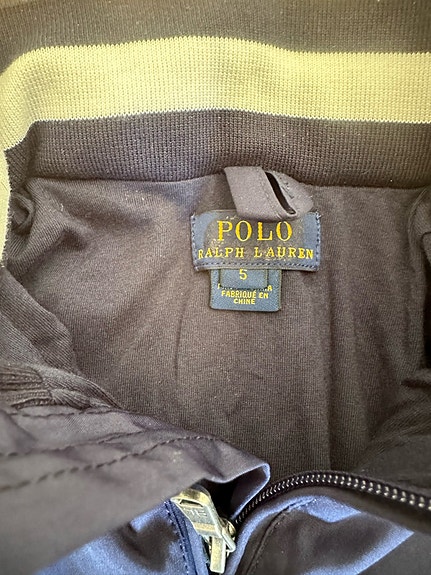 POLO
RALPH LAUREN
5
FABRIQUÉ EN
CHINE